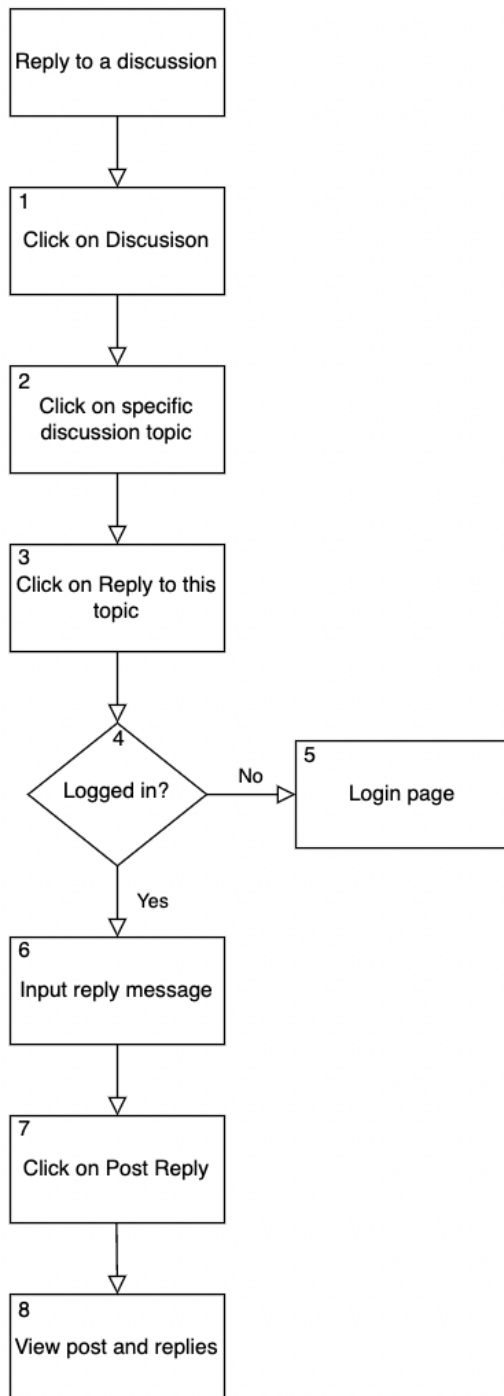 Reply to a discussion
1
Click on Discusison
2
Click on specific
discussion topic
3
Click on Reply to this
topic
4
Logged in?
No
5
Login page
Yes
6
Input reply message
7
Click on Post Reply
8
View post and replies